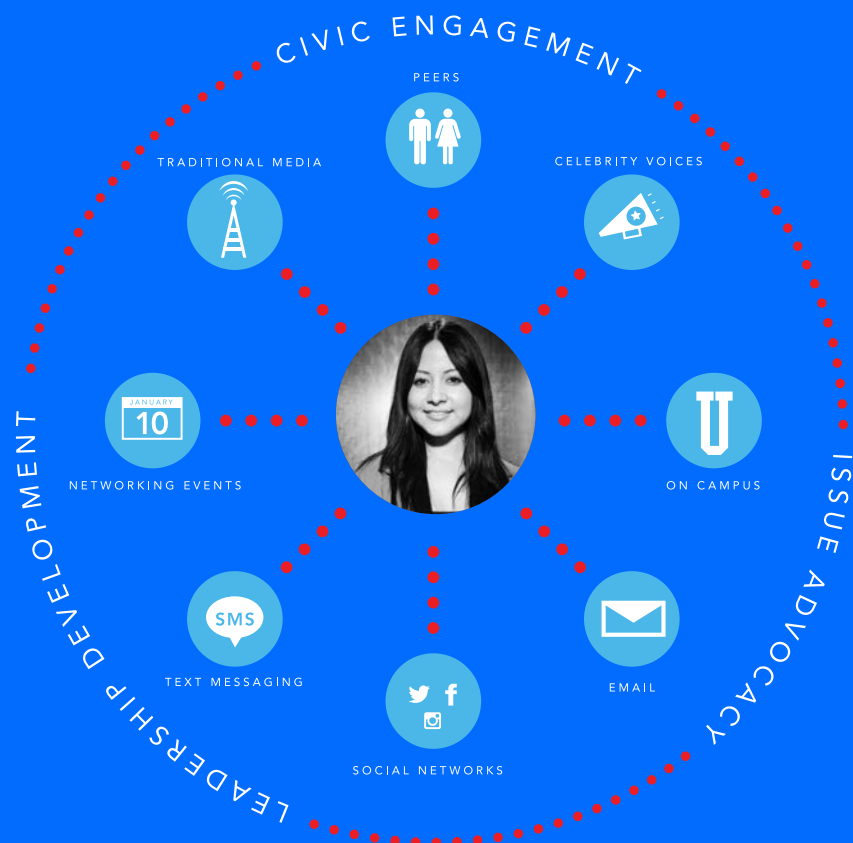 CIVIC ENGAGEMENT
PEERS
TRADITIONAL MEDIA
CELEBRITY VOICES
JANUARY
10
U
NETWORKING EVENTS
ON CAMPUS
LEADERSHIP DEVELOPMENT
ISSUE ADVOCACY
SMS
TEXT MESSAGING
EMAIL
f
SOCIAL NETWORKS